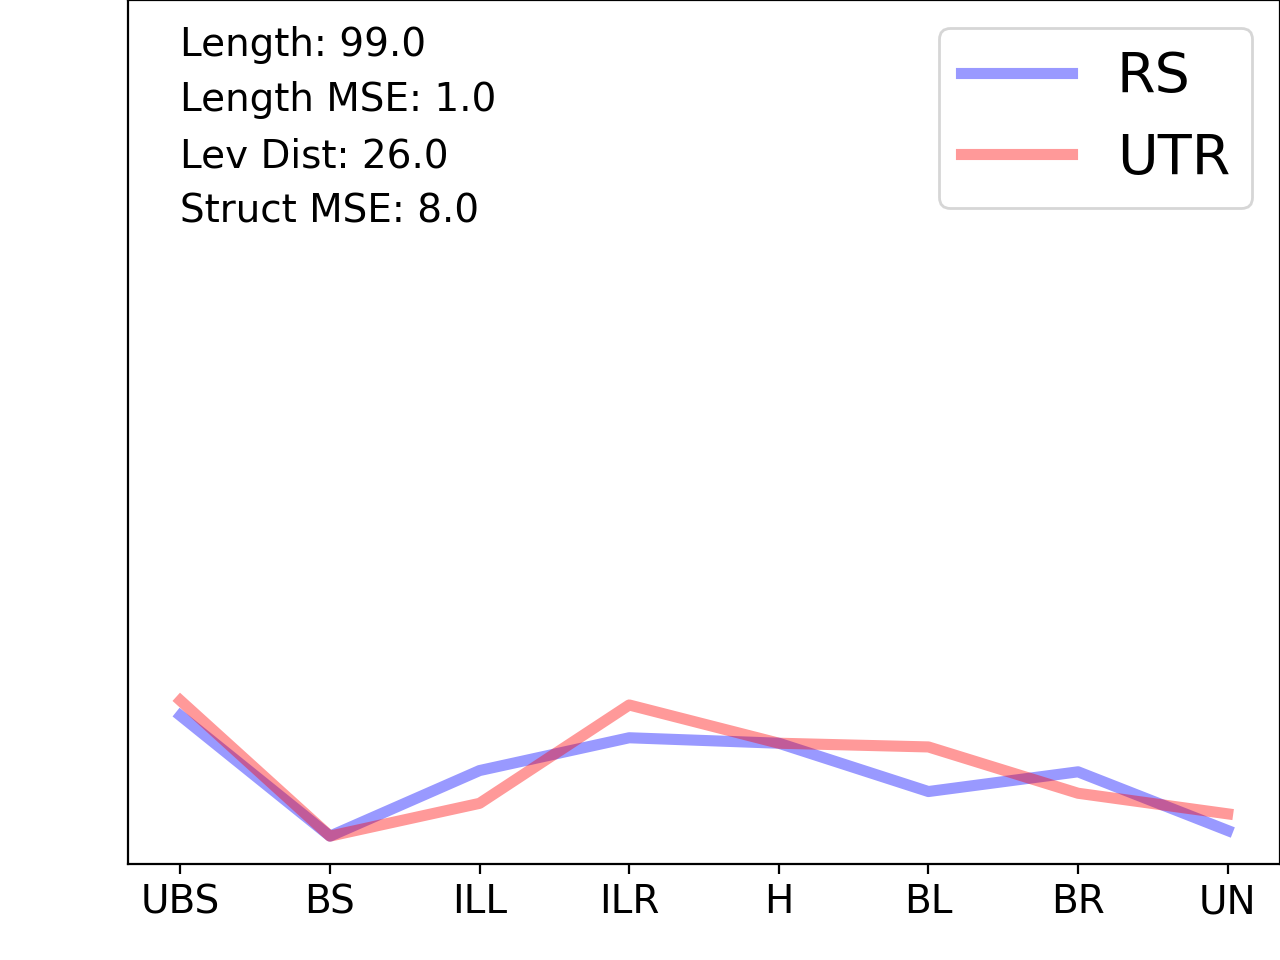 Length: 99.0
Length MSE: 1.0
Lev Dist: 26.0
Struct MSE: 8.0
RS
UTR
UBS BS ILL ILR H BL BR UN